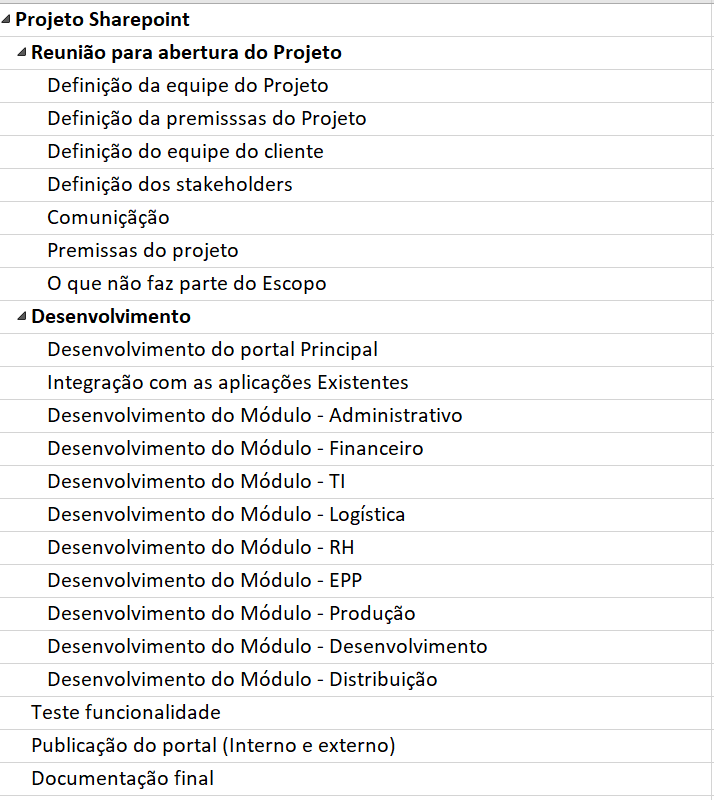 Projeto Sharepoint
Reunião para abertura do Projeto
Definição da equipe do Projeto
Definição da premisssas do Projeto
Definição do equipe do cliente
Definição dos stakeholders
Comuniçãção
Premissas do projeto
O que não faz parte do Escopo
Desenvolvimento
Desenvolvimento do portal Principal
Integração com as aplicações Existentes
Desenvolvimento do Módulo - Administrativo
Desenvolvimento do Módulo - Financeiro
Desenvolvimento do Módulo - TI
Desenvolvimento do Módulo - Logística
Desenvolvimento do Módulo - RH
Desenvolvimento do Módulo - EPP
Desenvolvimento do Módulo - Produção
Desenvolvimento do Módulo - Desenvolvimento
Desenvolvimento do Módulo - Distribuição
Teste funcionalidade
Publicação do portal (Interno e externo)
Documentação final